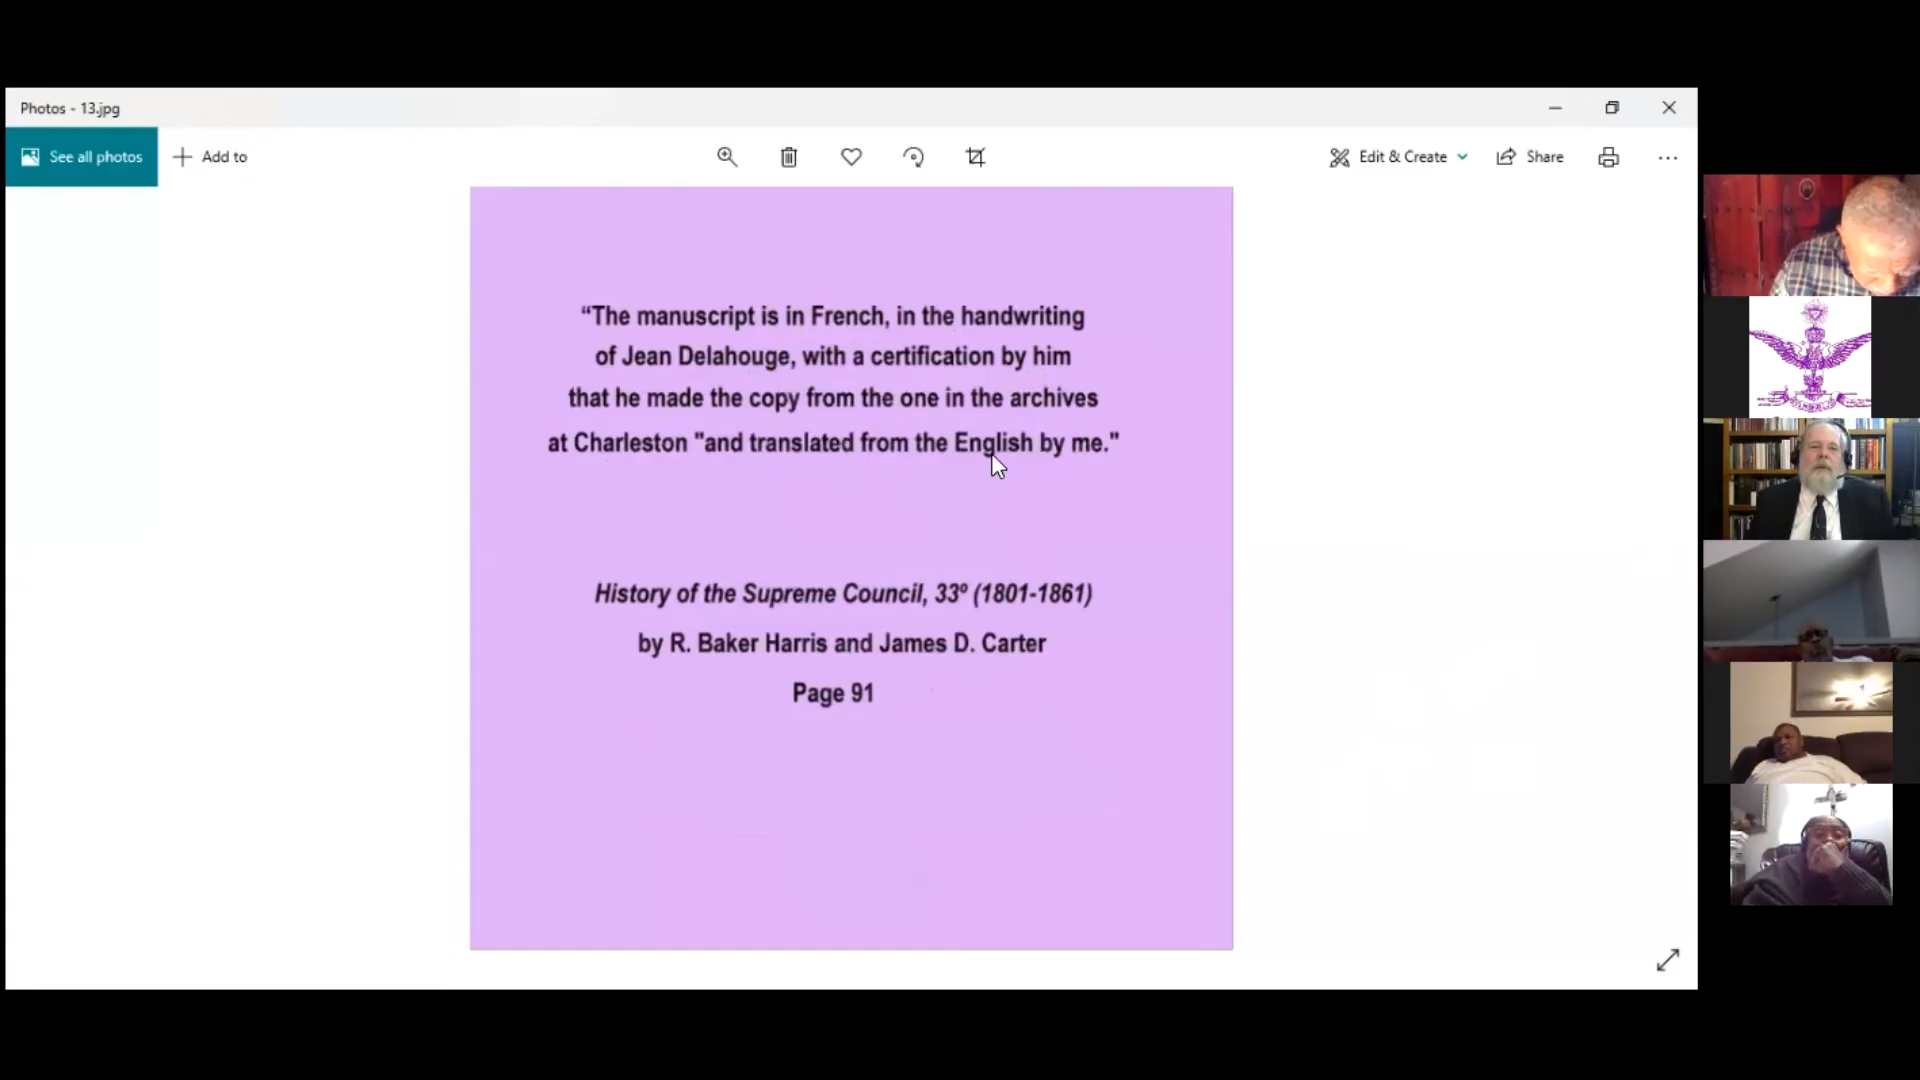 Photos - 13.jpg
See all photos
Add to
Edit & Create
Share
“The manuscript is in French, in the handwriting
of Jean Delahouge, with a certification by him
that he made the copy from the one in the archives
at Charleston "and translated from the English by me."
History of the Supreme Council, 33º (1801-1861)
by R. Baker Harris and James D. Carter
Page 91